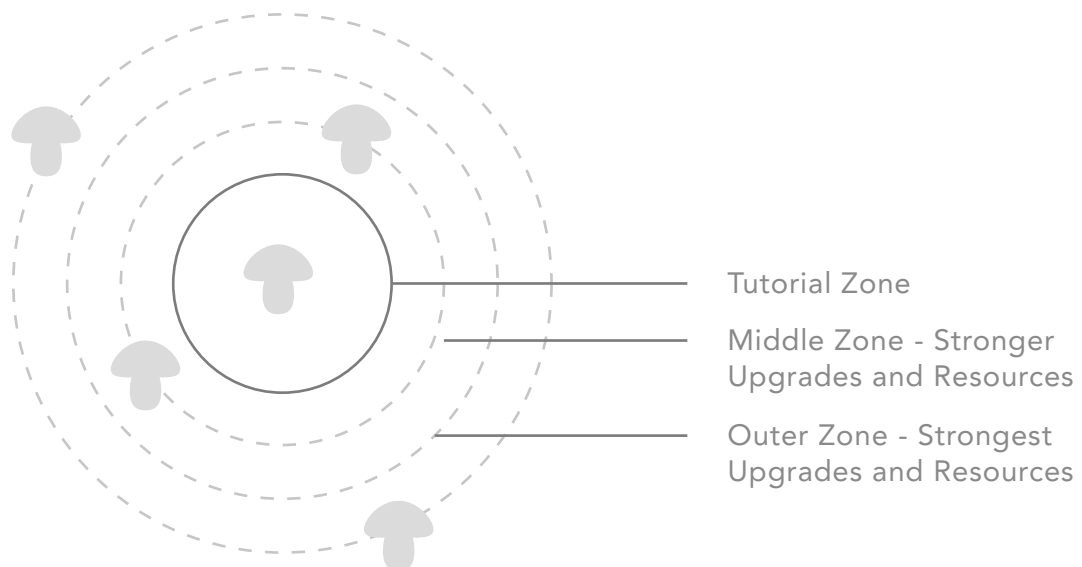 Tutorial Zone
Middle Zone - Stronger
Upgrades and Resources
Outer Zone - Strongest
Upgrades and Resources